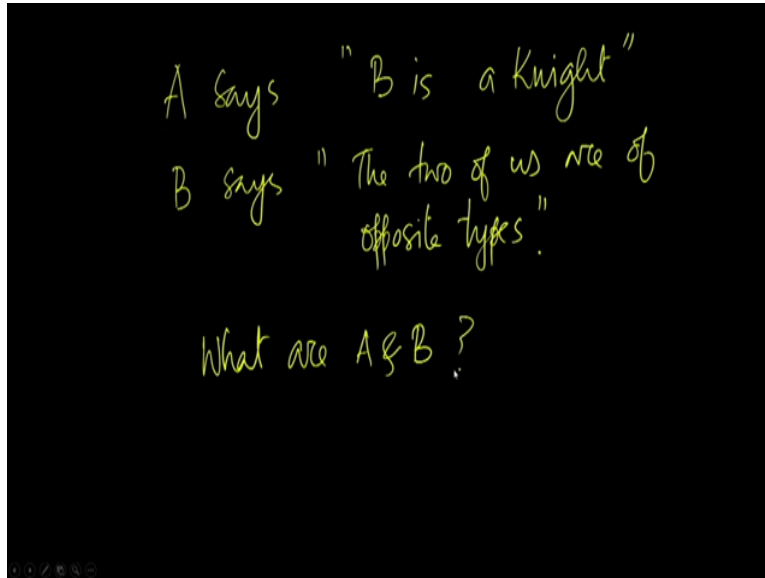 A says "B is a Knight"
B says "The two of us are of
opposite types".
What are A & B ?